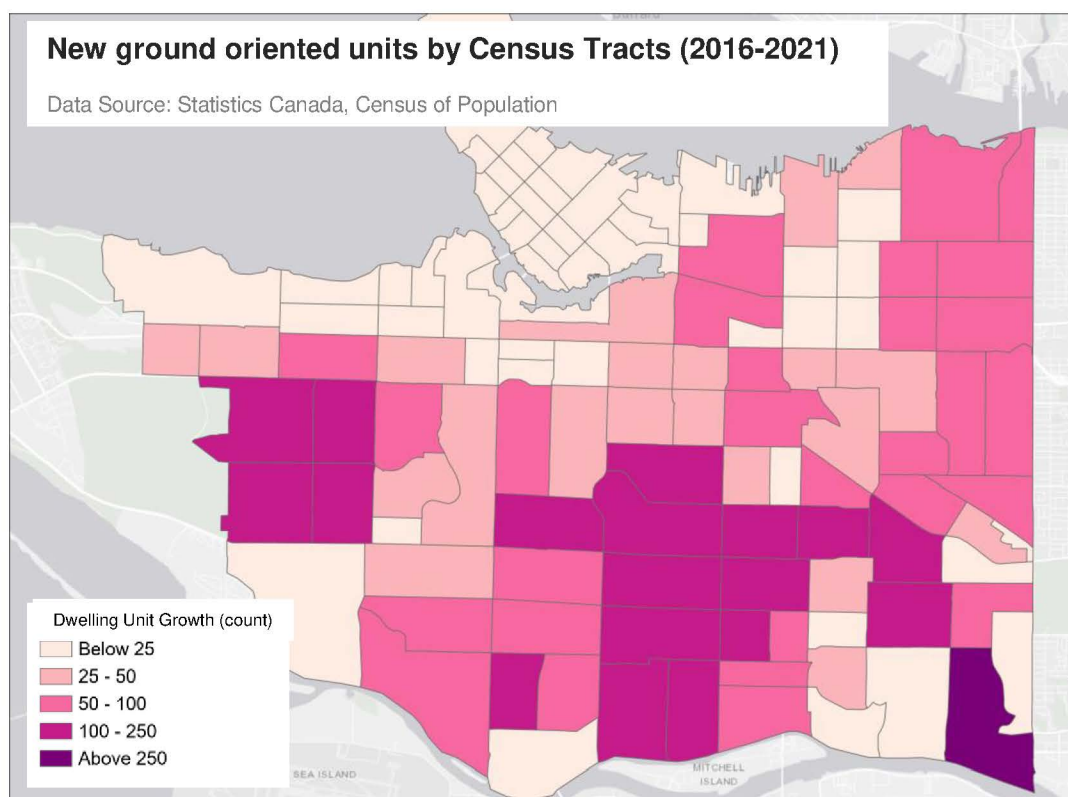 New ground oriented units by Census Tracts (2016-2021)
Data Source: Statistics Canada, Census of Population
Dwelling Unit Growth (count)
Below 25
25 - 50
50 - 100
100 - 250
Above 250
SEA ISLAND
MITCHELL
ISLAND